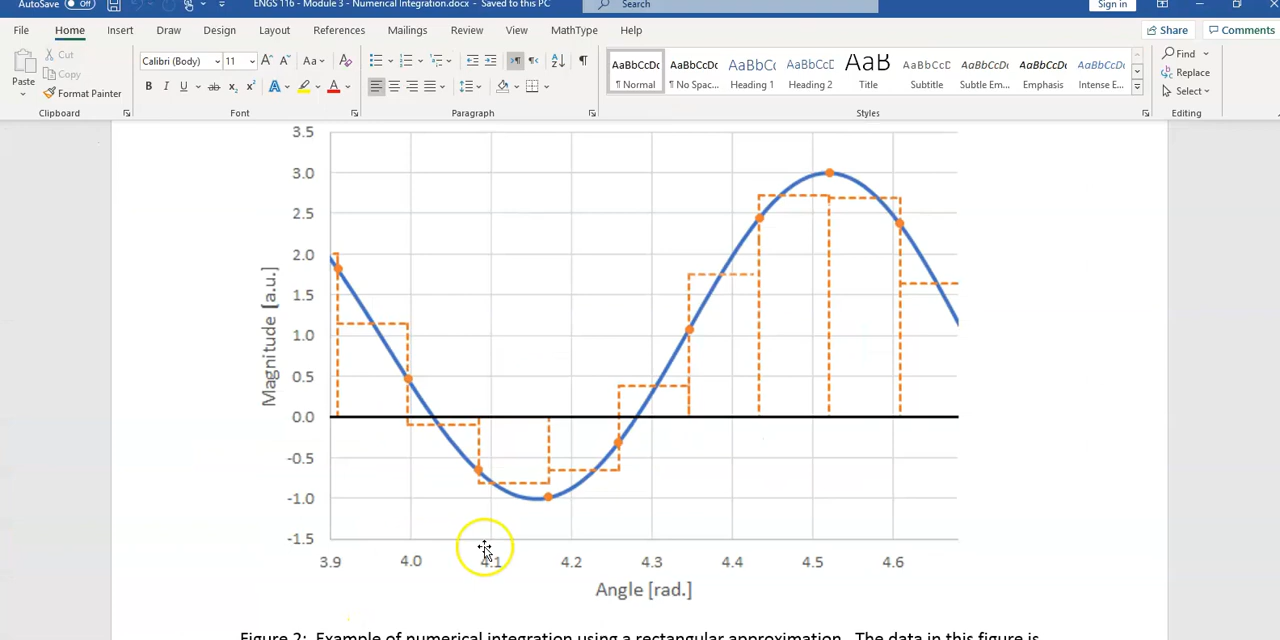 AutoSave Off ENGS 116 - Module 3 - Numerical Integration.docx - Saved to this PC Search Sign in
File Home Insert Draw Design Layout References Mailings Review View MathType Help Share Comments
Paste
Cut
Copy
Format Painter
Clipboard
Calibri (Body) 11
Font
Paragraph
AaBbCcDc AaBbCcDc AaBbCc AaBbCcD AaB AaBbCcD AaBbCcDc AaBbCcDc AaBbCcDc
¶ Normal ¶ No Spac... Heading 1 Heading 2 Title Subtitle Subtle Em... Emphasis Intense E...
Styles
Find
Replace
Select
Editing
3.5
3.0
2.5
2.0
1.5
1.0
0.5
0.0
-0.5
-1.0
-1.5
Magnitude [a.u.]
3.9 4.0 4.1 4.2 4.3 4.4 4.5 4.6
Angle [rad.]
Figure 2: Example of numerical integration using a rectangular approximation. The data in this figure is